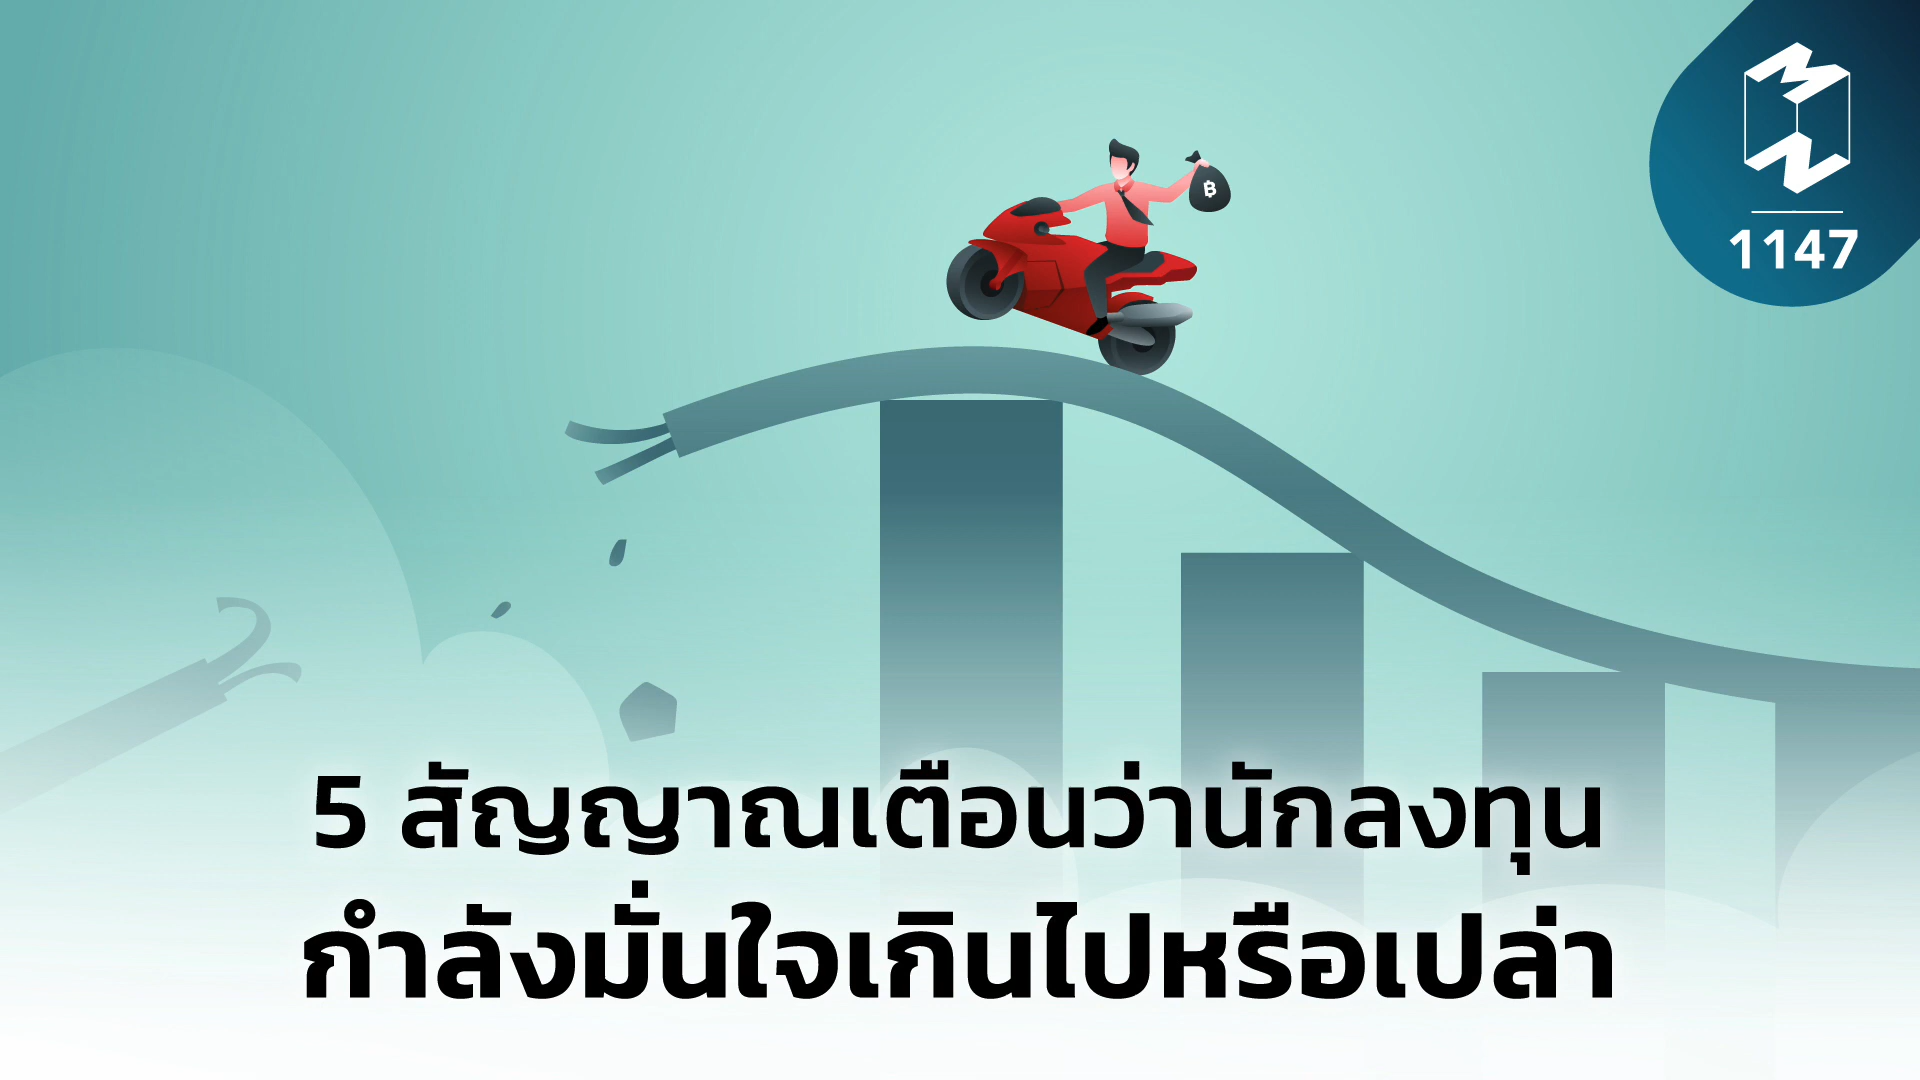 1147
฿
5 สัญญาณเตือนว่านักลงทุน
กำลังมั่นใจเกินไปหรือเปล่า